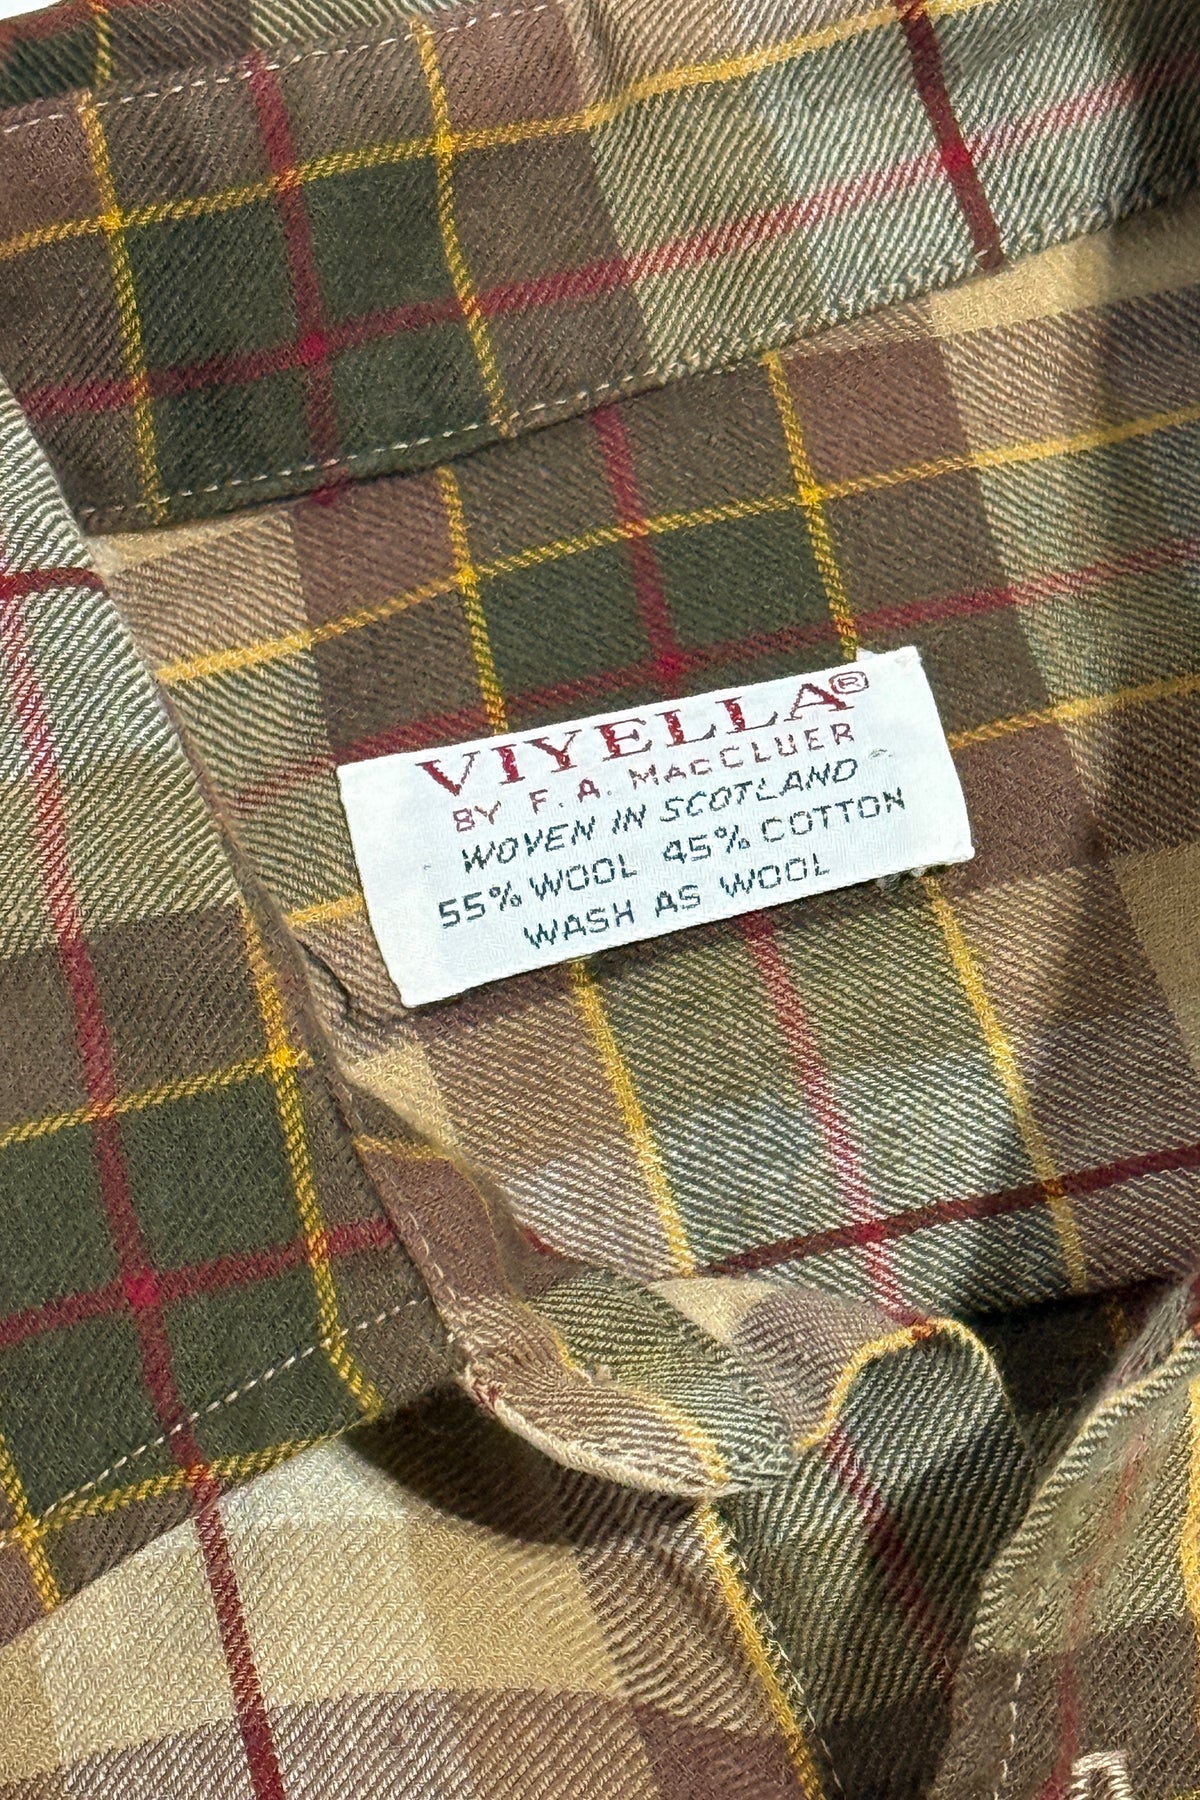 VIYELLA®
BY F.A. MACCLUER
WOVEN IN SCOTLAND
55% WOOL 45% COTTON
WASH AS WOOL